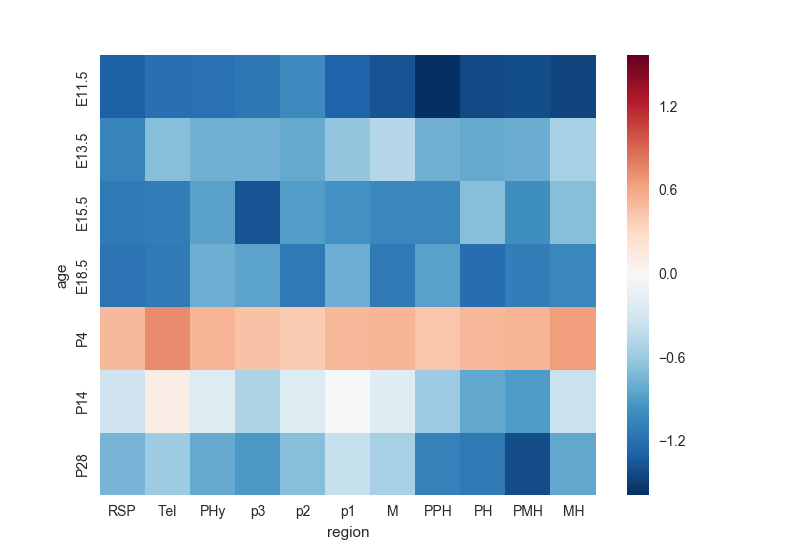 E11.5
E13.5
E15.5
E18.5
P4
P14
P28
age
RSP Tel PHy p3 p2 p1 M PPH PH PMH MH
region
1.2
0.6
0.0
−0.6
−1.2